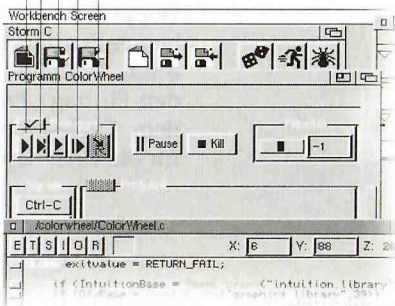 Workbench Screen
Storm C
Programm ColorWheel
Pause Kill -1
Ctrl-C
/colorwheel/ColorWheel.c
E T S I O R X: 6 Y: 88 Z:
exitvalue = RETURN_FAIL;
if (IntuitionBase = ("intuition.library